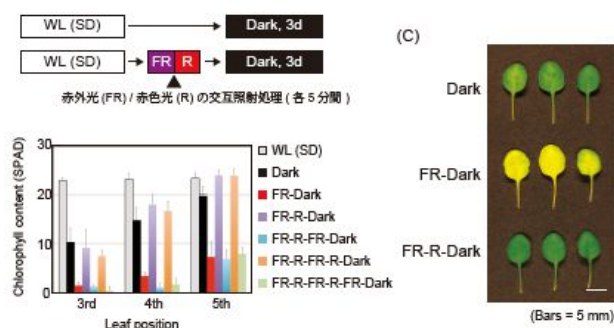 WL (SD)
Dark, 3d
WL (SD)
FR
R
Dark, 3d
赤外光 (FR) / 赤色光 (R) の交互照射処理 ( 各 5 分間 )
Chlorophyll content (SPAD)
30
20
10
0
3rd
4th
5th
Leaf position
WL (SD)
Dark
FR-Dark
FR-R-Dark
FR-R-FR-Dark
FR-R-FR-R-Dark
FR-R-FR-R-FR-Dark
(C)
Dark
FR-Dark
FR-R-Dark
(Bars = 5 mm)